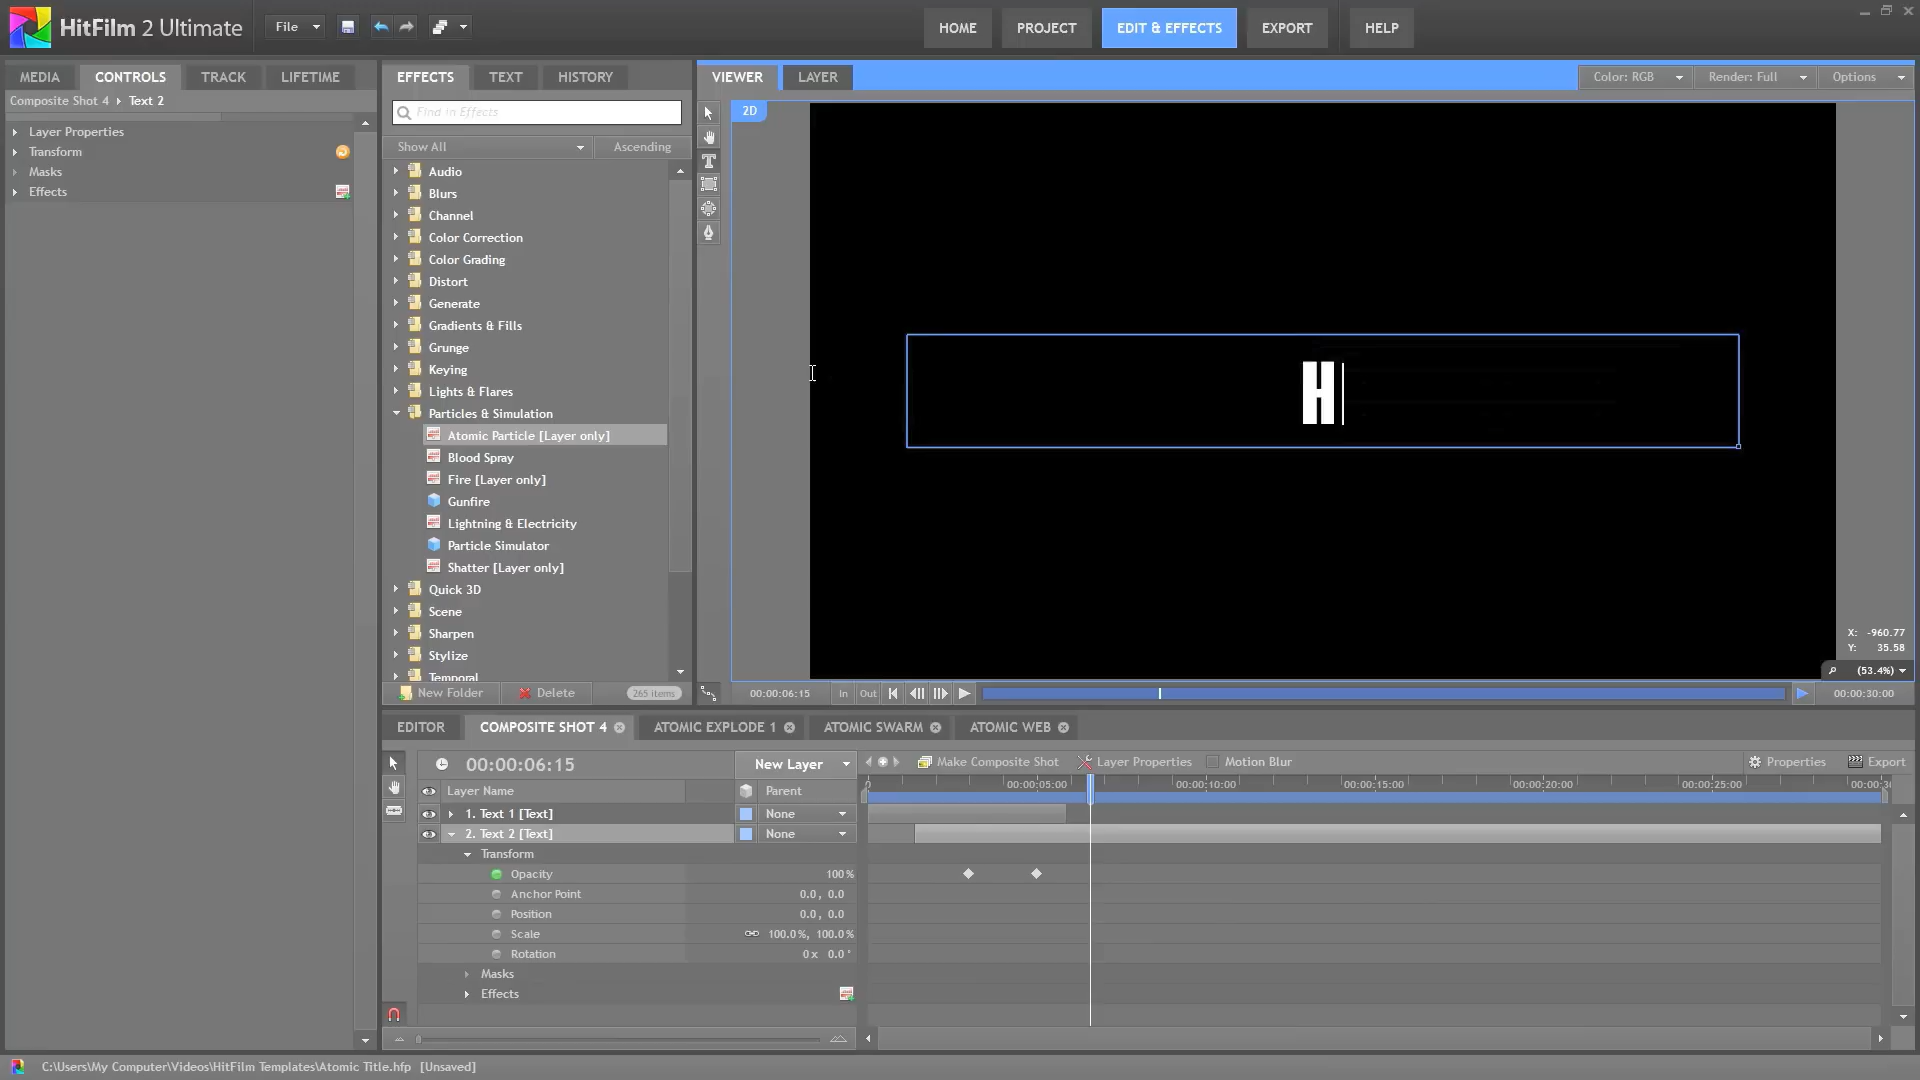 HitFilm 2 Ultimate
File
HOME
PROJECT
EDIT & EFFECTS
EXPORT
HELP
MEDIA
CONTROLS
TRACK
LIFETIME
Composite Shot 4
Text 2
Layer Properties
Transform
Masks
Effects
EFFECTS
TEXT
HISTORY
Find in Effects
Show All
Ascending
Audio
Blurs
Channel
Color Correction
Color Grading
Distort
Generate
Gradients & Fills
Grunge
Keying
Lights & Flares
Particles & Simulation
Atomic Particle [Layer only]
Blood Spray
Fire [Layer only]
Gunfire
Lightning & Electricity
Particle Simulator
Shatter [Layer only]
Quick 3D
Scene
Sharpen
Stylize
Temporal
New Folder
Delete
265 items
VIEWER
LAYER
Color: RGB
Render: Full
Options
2D
H
X: -960.77
Y: 35.58
(53.4%)
00:00:06:15
In
Out
00:00:30:00
EDITOR
COMPOSITE SHOT 4
ATOMIC EXPLODE 1
ATOMIC SWARM
ATOMIC WEB
00:00:06:15
New Layer
Make Composite Shot
Layer Properties
Motion Blur
Properties
Export
Layer Name
Parent
0
00:00:05:00
00:00:10:00
00:00:15:00
00:00:20:00
00:00:25:00
00:00:3
1. Text 1 [Text]
None
2. Text 2 [Text]
None
Transform
Opacity
100%
Anchor Point
0.0, 0.0
Position
0.0, 0.0
Scale
100.0%, 100.0%
Rotation
0x 0.0°
Masks
Effects
C:\Users\My Computer\Videos\HitFilm Templates\Atomic Title.hfp [Unsaved]